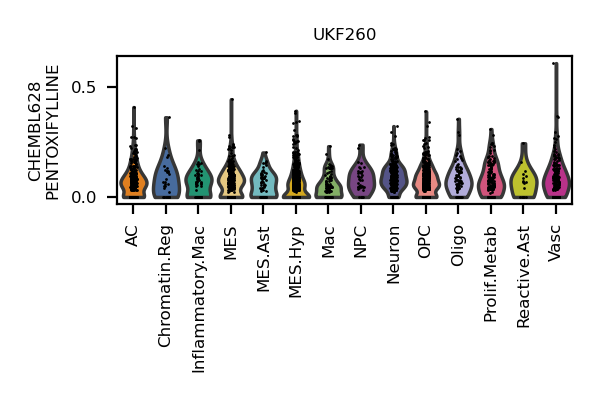 UKF260
CHEMBL628
PENTOXIFYLLINE
0.5
0.0
AC
Chromatin.Reg
Inflammatory.Mac
MES
MES.Ast
MES.Hyp
Mac
NPC
Neuron
OPC
Oligo
Prolif.Metab
Reactive.Ast
Vasc